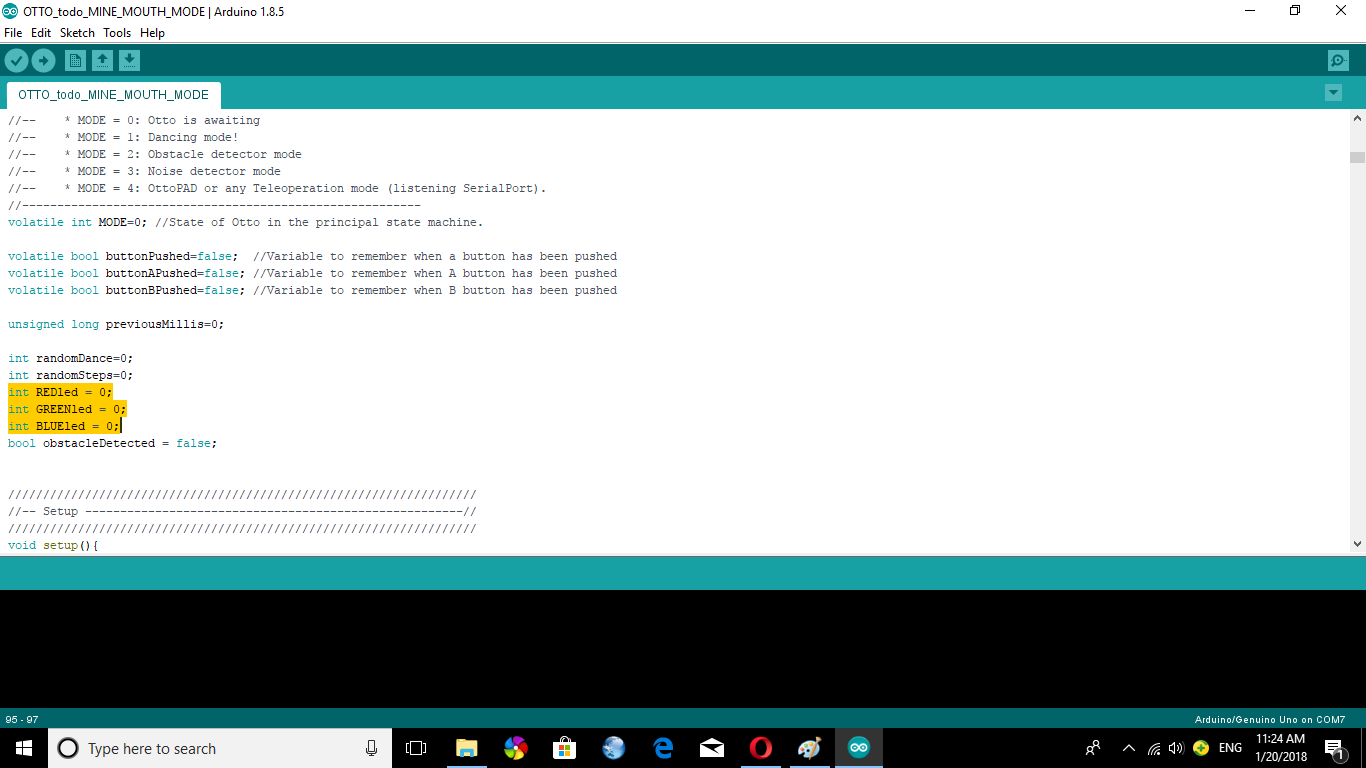 OTTO_todo_MINE_MOUTH_MODE | Arduino 1.8.5
File Edit Sketch Tools Help
OTTO_todo_MINE_MOUTH_MODE
//-- * MODE = 0: Otto is awaiting
//-- * MODE = 1: Dancing mode!
//-- * MODE = 2: Obstacle detector mode
//-- * MODE = 3: Noise detector mode
//-- * MODE = 4: OttoPAD or any Teleoperation mode (listening SerialPort).
//---------------------------------------------------------
volatile int MODE=0; //State of Otto in the principal state machine.
volatile bool buttonPushed=false; //Variable to remember when a button has been pushed
volatile bool buttonAPushed=false; //Variable to remember when A button has been pushed
volatile bool buttonBPushed=false; //Variable to remember when B button has been pushed
unsigned long previousMillis=0;
int randomDance=0;
int randomSteps=0;
int REDled = 0;
int GREENled = 0;
int BLUEled = 0;
bool obstacleDetected = false;
///////////////////////////////////////////////////////////////////
//-- Setup ------------------------------------------------------//
///////////////////////////////////////////////////////////////////
void setup(){
95 - 97
Arduino/Genuino Uno on COM7
Type here to search
ENG
11:24 AM
1/20/2018
1